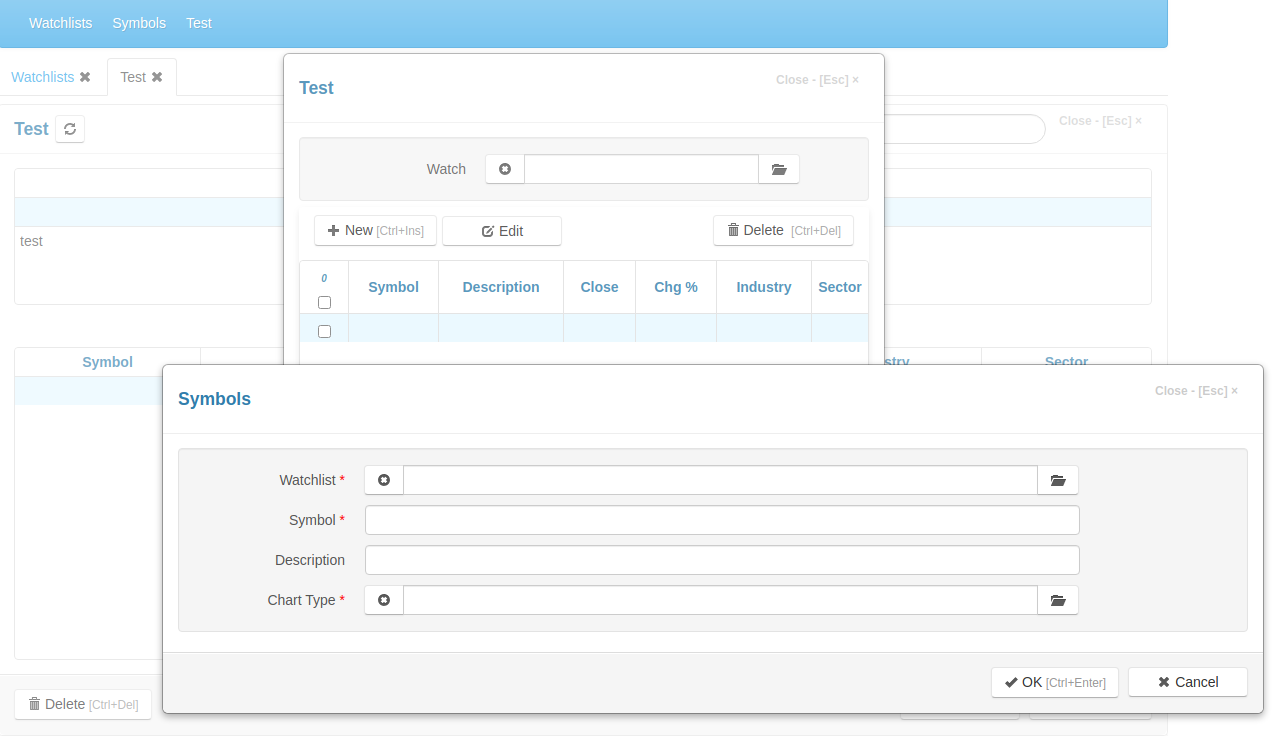 Watchlists Symbols Test
Watchlists ✖ Test ✖
Test
Close - [Esc] ×
test
Symbol
Sector
Delete [Ctrl+Del]
Test
Close - [Esc] ×
Watch
New [Ctrl+Ins] Edit Delete [Ctrl+Del]
0
Symbol Description Close Chg % Industry Sector
Symbols
Close - [Esc] ×
Watchlist *
Symbol *
Description
Chart Type *
OK [Ctrl+Enter] Cancel